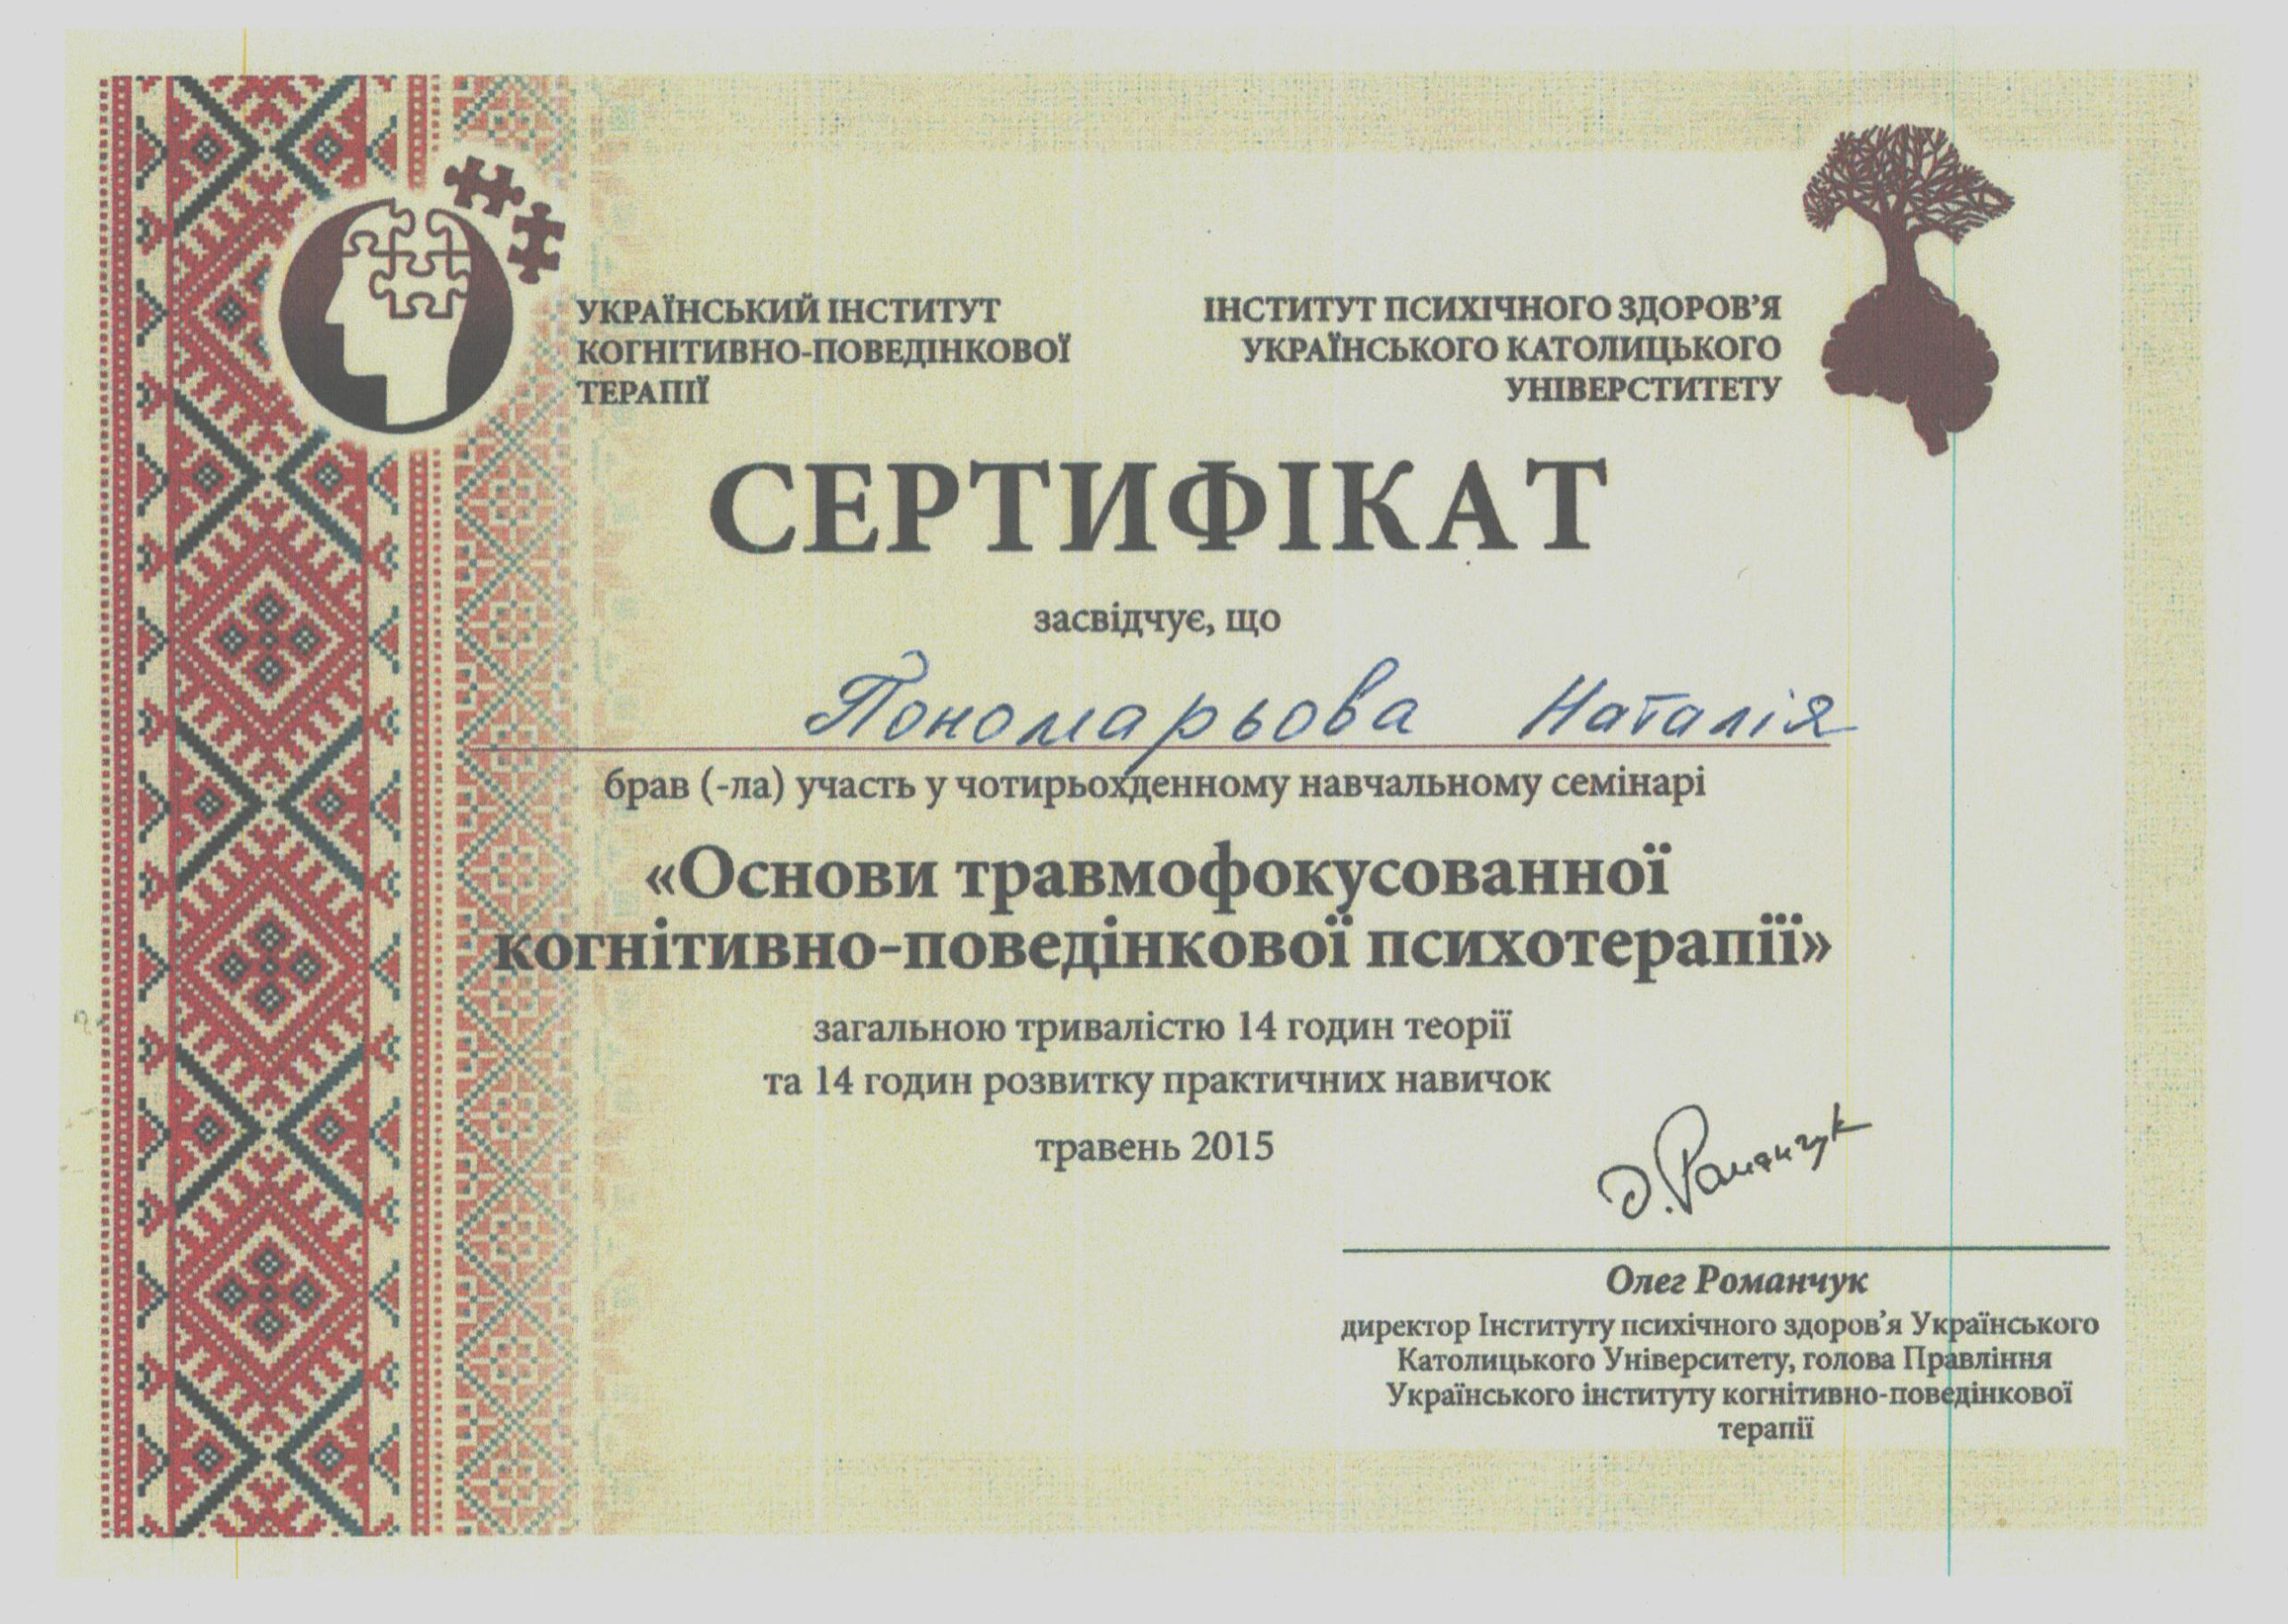 УКРАЇНСЬКИЙ ІНСТИТУТ
КОГНІТИВНО-ПОВЕДІНКОВОЇ
ТЕРАПІЇ
ІНСТИТУТ ПСИХІЧНОГО ЗДОРОВ’Я
УКРАЇНСЬКОГО КАТОЛИЦЬКОГО
УНІВЕРСТИТЕТУ
СЕРТИФІКАТ
засвідчує, що
Пономарьова Наталія
брав (-ла) участь у чотирьохденному навчальному семінарі
«Основи травмофокусованної
когнітивно-поведінкової психотерапії»
загальною тривалістю 14 годин теорії
та 14 годин розвитку практичних навичок
травень 2015
О.Романчук
Олег Романчук
директор Інституту психічного здоров’я Українського
Католицького Університету, голова Правління
Українського інституту когнітивно-поведінкової
терапії